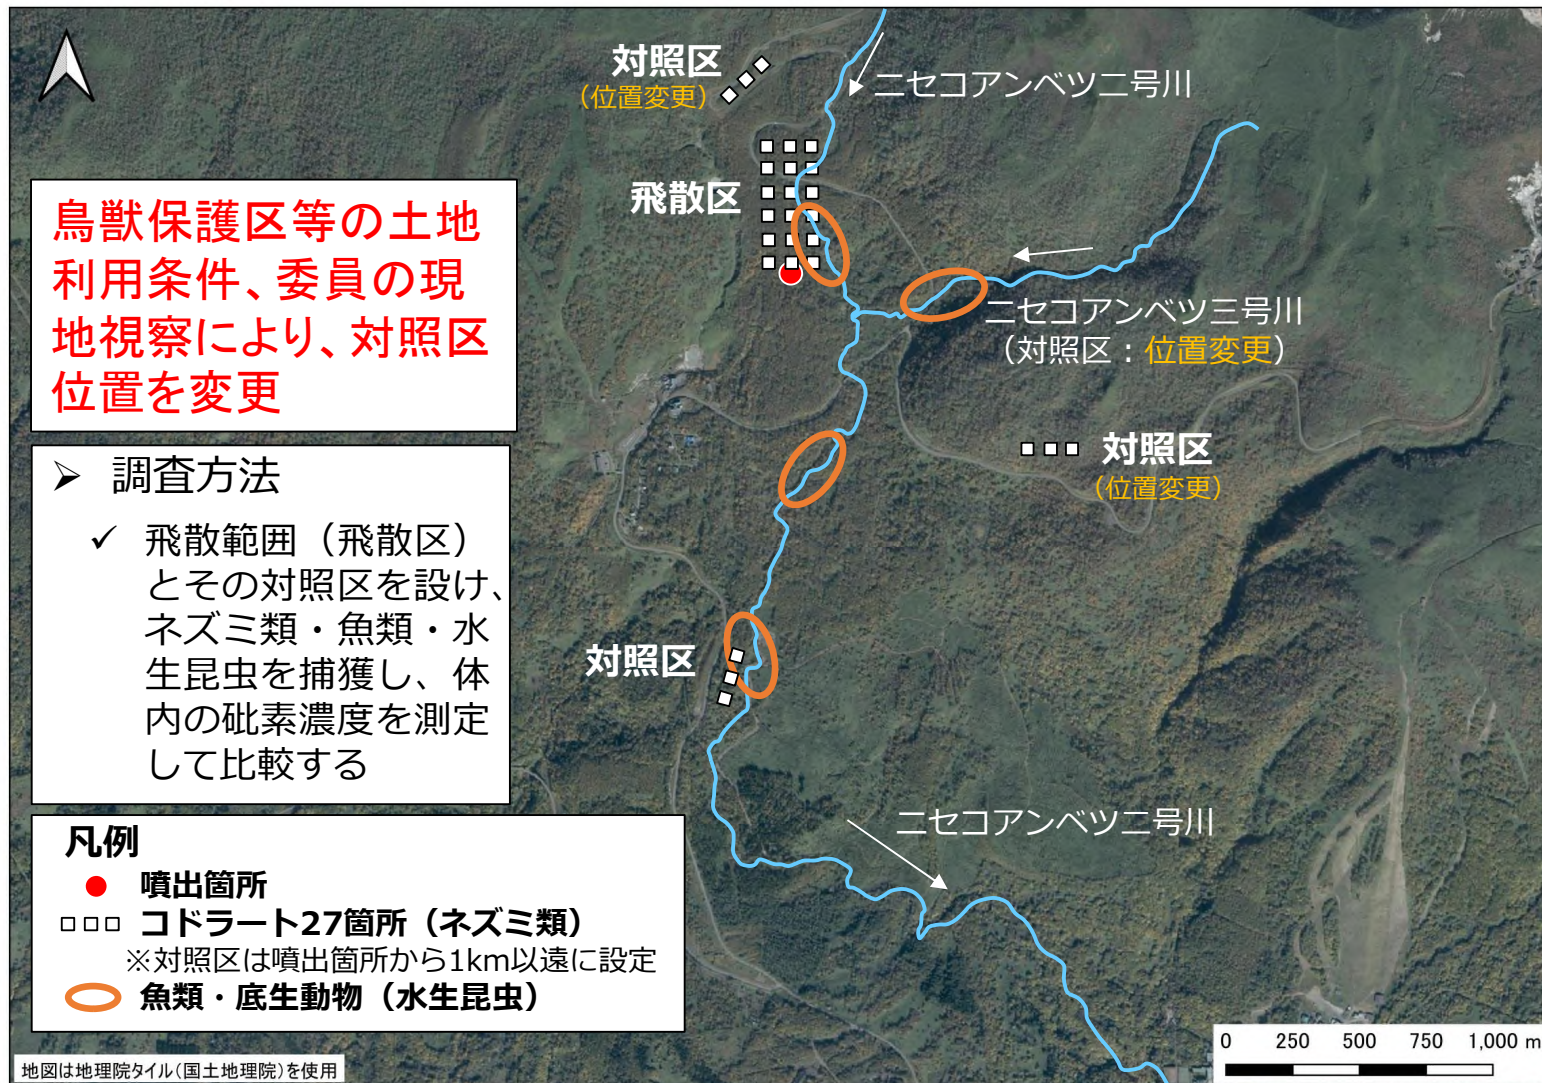 対照区
(位置変更)
ニセコアンベツ二号川
飛散区
鳥獣保護区等の土地
利用条件、委員の現
地視察により、対照区
位置を変更
ニセコアンベツ三号川
(対照区：位置変更)
対照区
(位置変更)
➢ 調査方法
✓ 飛散範囲（飛散区）
とその対照区を設け、
ネズミ類・魚類・水
生昆虫を捕獲し、体
内の砒素濃度を測定
して比較する
対照区
ニセコアンベツ二号川
凡例
噴出箇所
コドラート27箇所（ネズミ類）
※対照区は噴出箇所から1km以遠に設定
魚類・底生動物（水生昆虫）
0 250 500 750 1,000 m
地図は地理院タイル(国土地理院)を使用